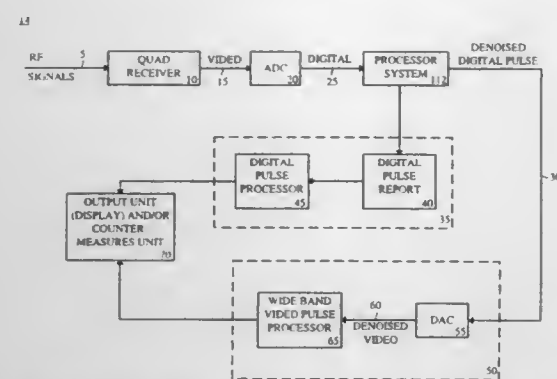 14
RF
SIGNALS
5
QUAD
RECEIVER
10
VIDEO
15
ADC
20
DIGITAL
25
PROCESSOR
SYSTEM
112
DENOISED
DIGITAL PULSE
30
DIGITAL
PULSE
PROCESSOR
45
DIGITAL
PULSE
REPORT
40
35
OUTPUT UNIT
(DISPLAY) AND/OR
COUNTER
MEASURES UNIT
70
WIDE BAND
VIDEO PULSE
PROCESSOR
65
60
DENOISED
VIDEO
DAC
55
50